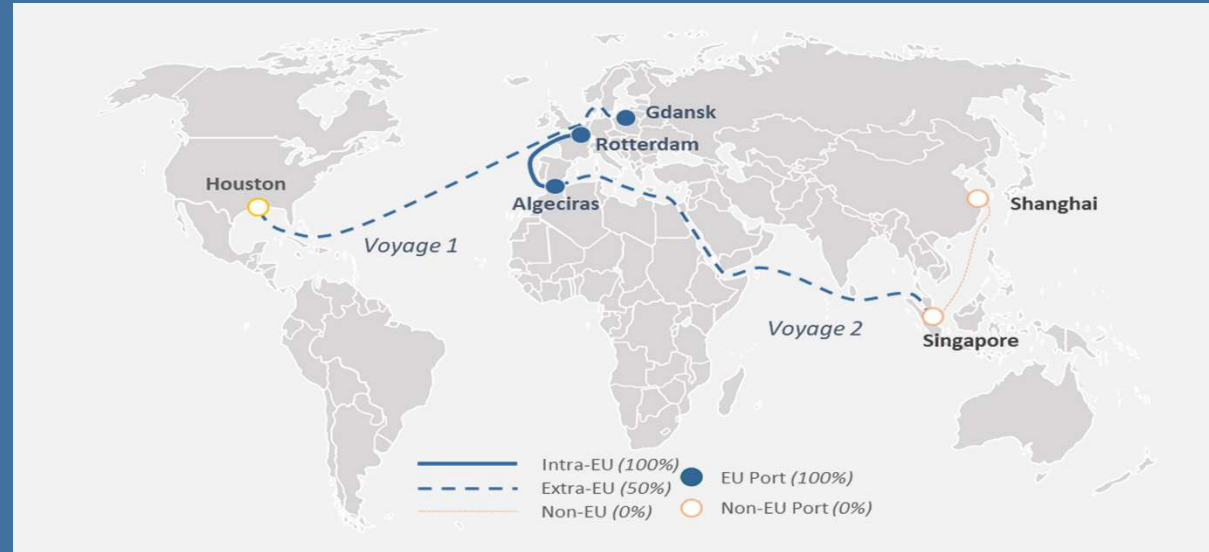 Gdansk
Rotterdam
Houston
Algeciras
Shanghai
Voyage 1
Voyage 2
Singapore
Intra-EU (100%)
Extra-EU (50%)
Non-EU (0%)
EU Port (100%)
Non-EU Port (0%)